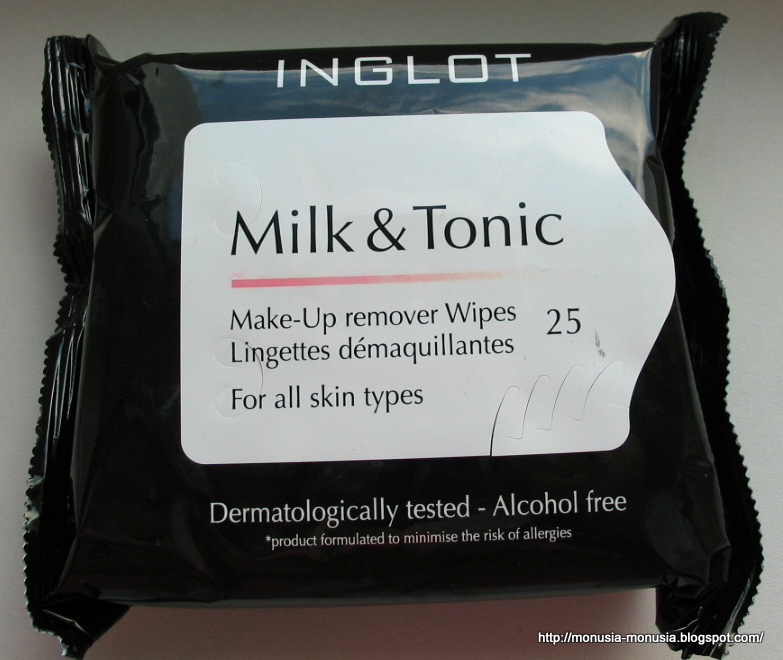 INGLOT
Milk & Tonic
Make-Up remover Wipes 25
Lingettes démaquillantes
For all skin types
Dermatologically tested - Alcohol free
*product formulated to minimise the risk of allergies
http://monusia-monusia.blogspot.com/